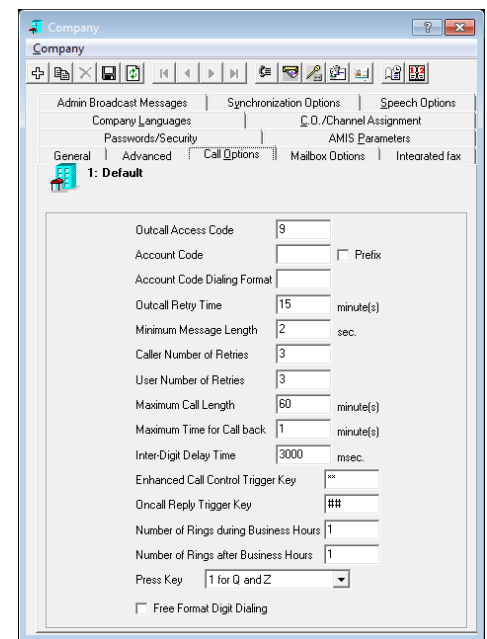 Company
Company
Admin Broadcast Messages Synchronization Options Speech Options
Company Languages C.O./Channel Assignment
Passwords/Security AMIS Parameters
General Advanced Call Options Mailbox Options Integrated fax
1: Default
Outcall Access Code 9
Account Code Prefix
Account Code Dialing Format
Outcall Retry Time 15 minute(s)
Minimum Message Length 2 sec.
Caller Number of Retries 3
User Number of Retries 3
Maximum Call Length 60 minute(s)
Maximum Time for Call back 1 minute(s)
Inter-Digit Delay Time 3000 msec.
Enhanced Call Control Trigger Key **
Oncall Reply Trigger Key ##
Number of Rings during Business Hours 1
Number of Rings after Business Hours 1
Press Key 1 for Q and Z
Free Format Digit Dialing